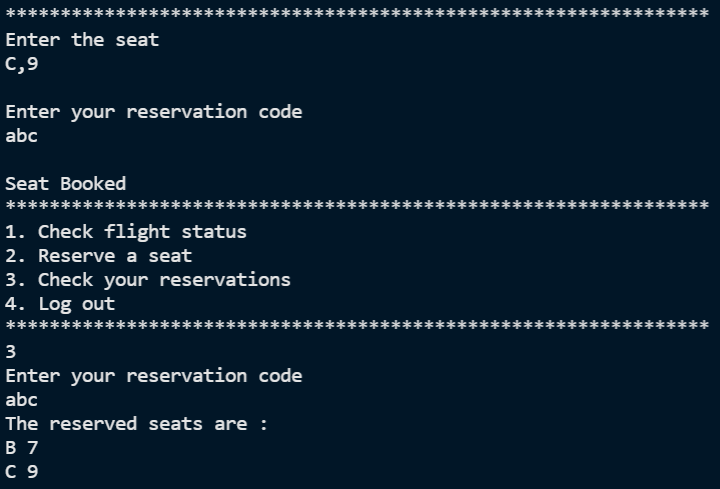 ****************************************************************
Enter the seat
C,9
Enter your reservation code
abc
Seat Booked
****************************************************************
1. Check flight status
2. Reserve a seat
3. Check your reservations
4. Log out
****************************************************************
3
Enter your reservation code
abc
The reserved seats are :
B 7
C 9